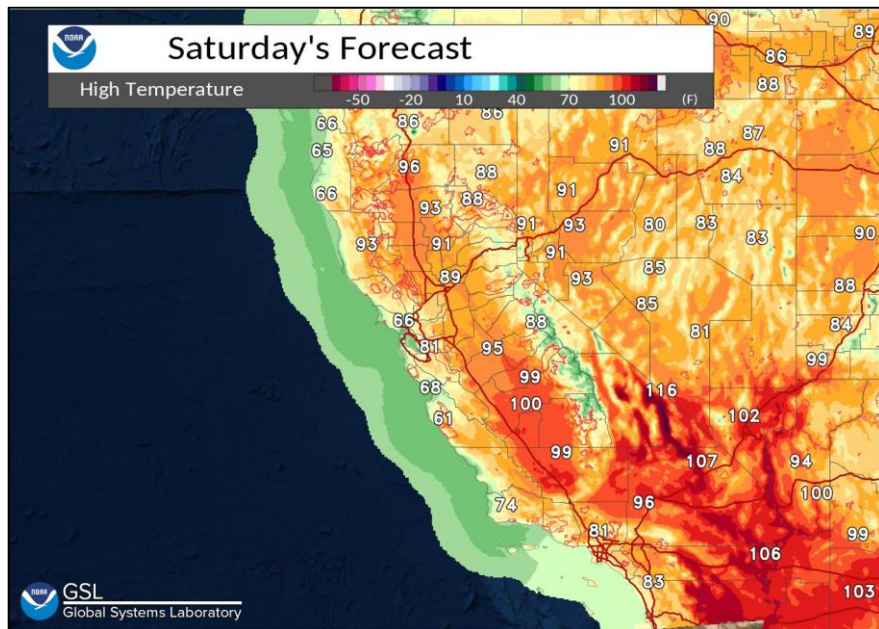 NOAA
Saturday's Forecast
High Temperature
-50 -20 10 40 70 100 (F)
90
89
86
88
66 86 86
65
87
91 88
96
88 84
66 91
88
93
80 83
93 91 93 83 90
91
91
85
89 93
88
85
66 88 84
81
81 95
99
68 99 116
61 100 102
99
107 94
100
74 96
81 99
106
83
103
NOAA
GSL
Global Systems Laboratory